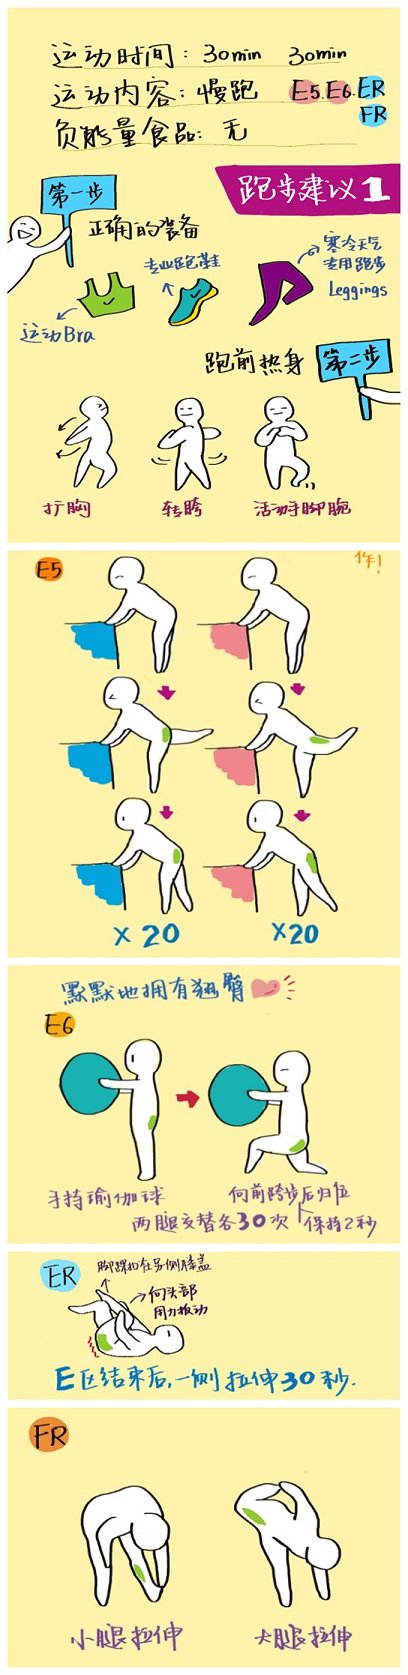 运动时间: 30min 30min
运动内容: 慢跑 E5.E6.ER
FR
负能量食品: 无
跑步建议1
第一步
正确的装备
专业跑鞋
寒冷天气
专用跑步
Leggings
运动Bra
跑前热身
第二步
扩胸
转胯
活动手脚腕
E5
作!
X 20
X20
默默地拥有翘臀
E6
手持瑜伽球
向前跨步后归位
两腿交替各30次
保持2秒
ER
脚踝扣在另侧膝盖
向头部
用力搬动
E区结束后,一侧拉伸30秒.
FR
小腿拉伸
大腿拉伸